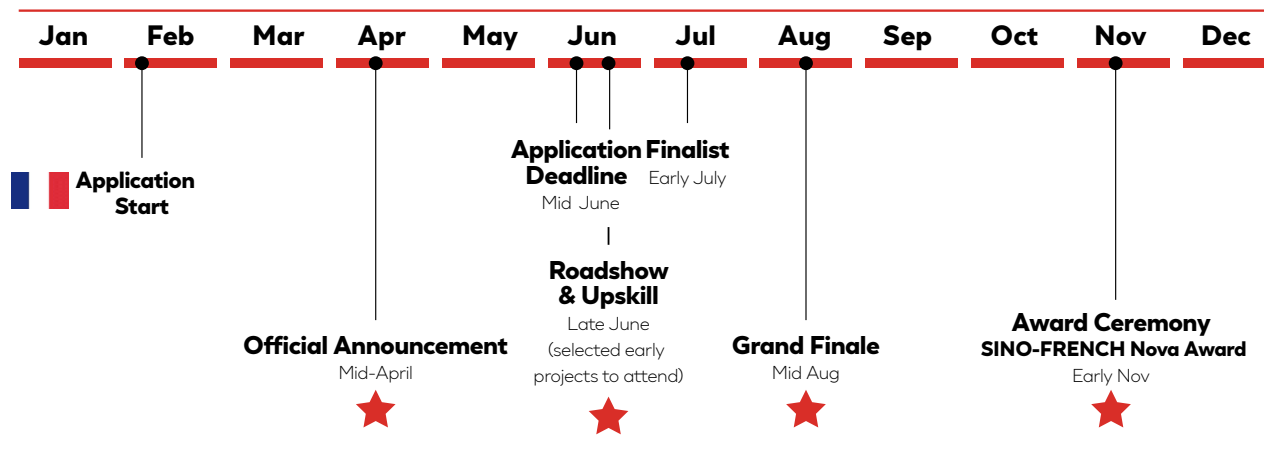 Jan Feb Mar Apr May Jun Jul Aug Sep Oct Nov Dec
Application
Start
Official Announcement
Mid-April
Application
Deadline
Mid June
Roadshow
& Upskill
Late June
(selected early
projects to attend)
Finalist
Early July
Grand Finale
Mid Aug
Award Ceremony
SINO-FRENCH Nova Award
Early Nov